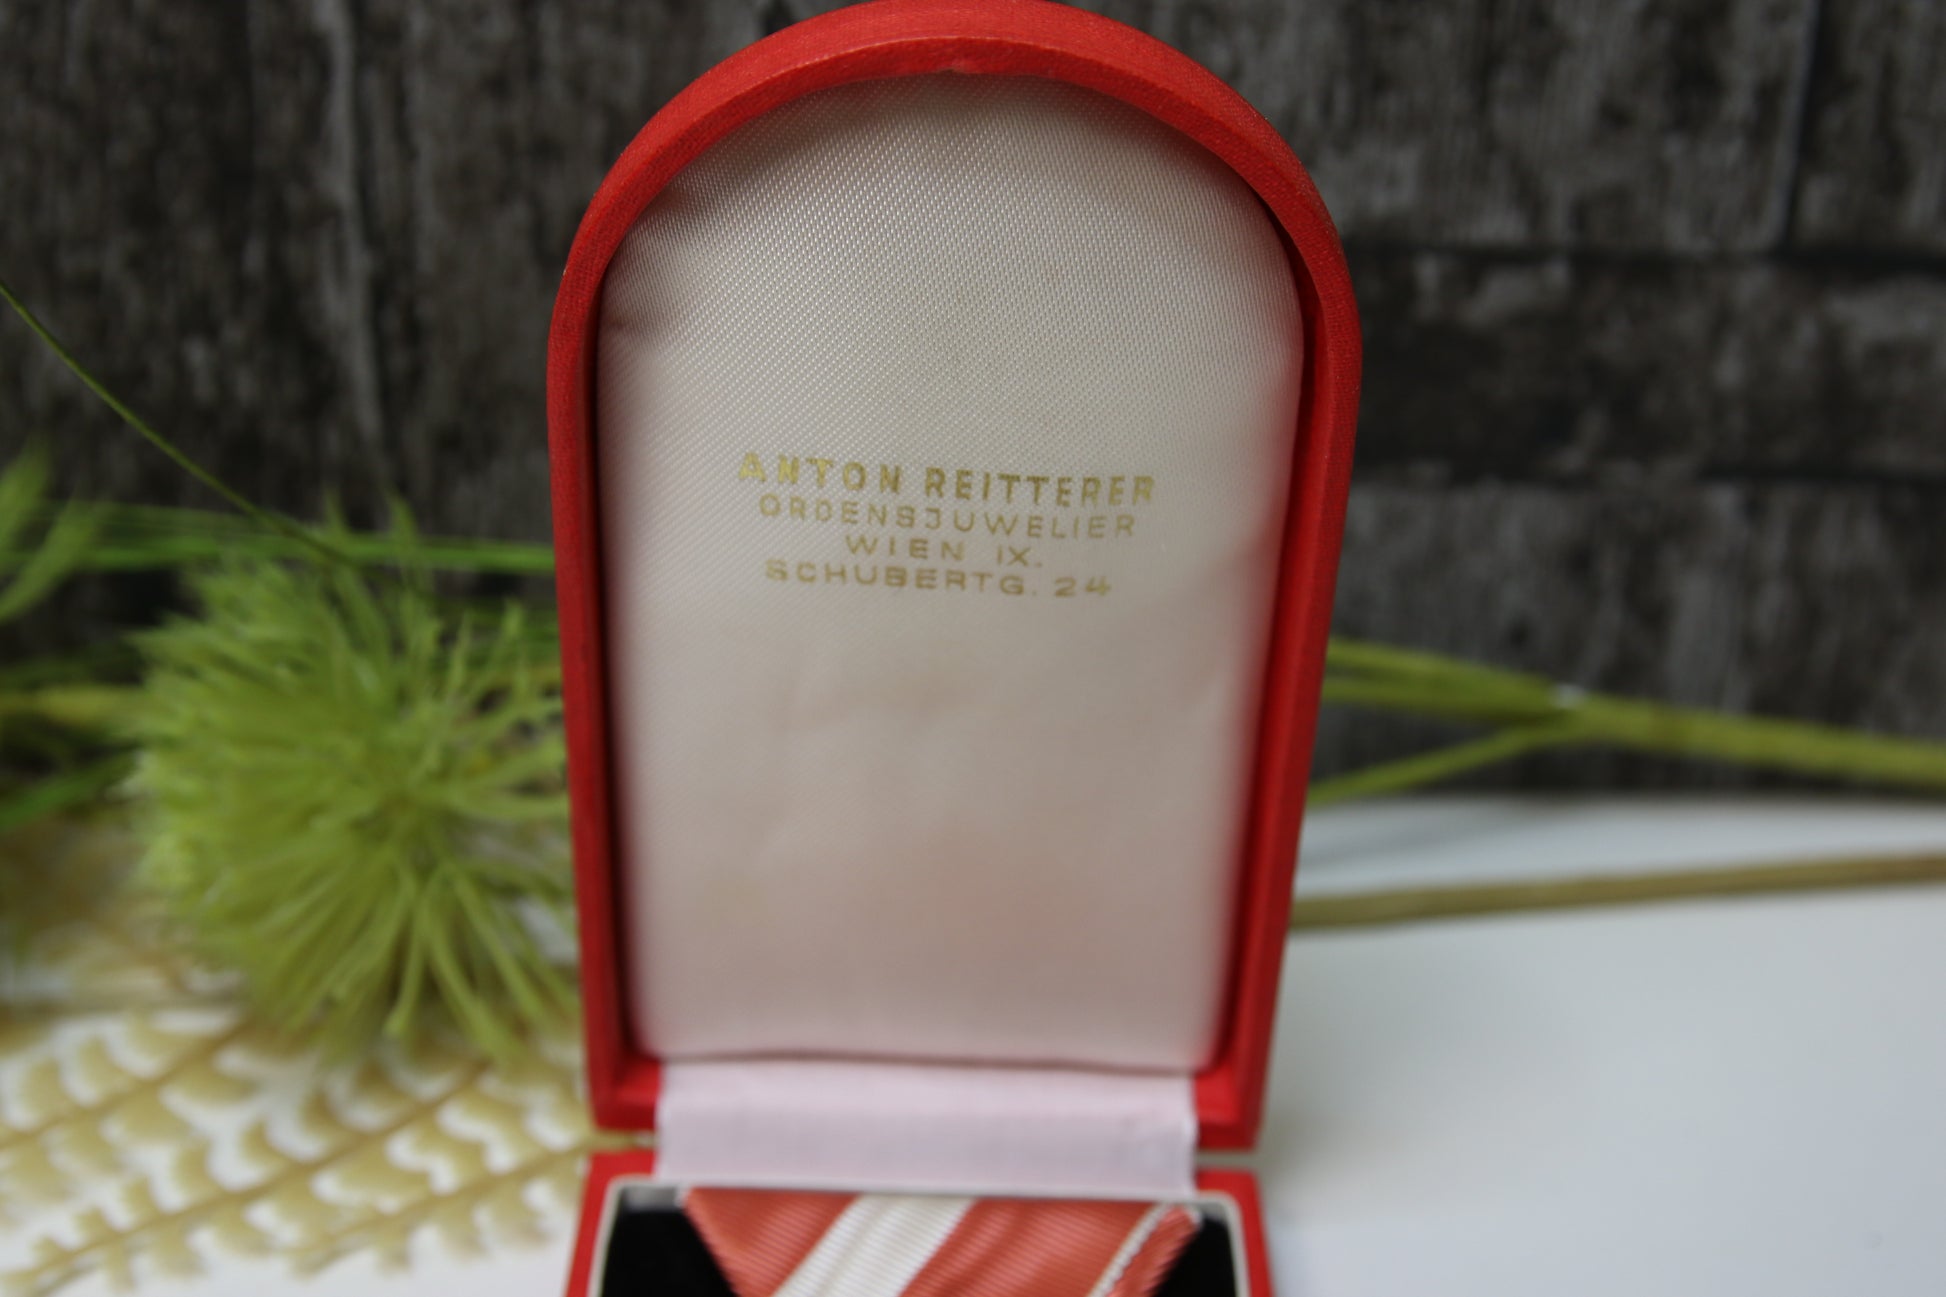 ANTON REITTERER
ORDENSJUWELIER
WIEN IX.
SCHUBERTG. 24